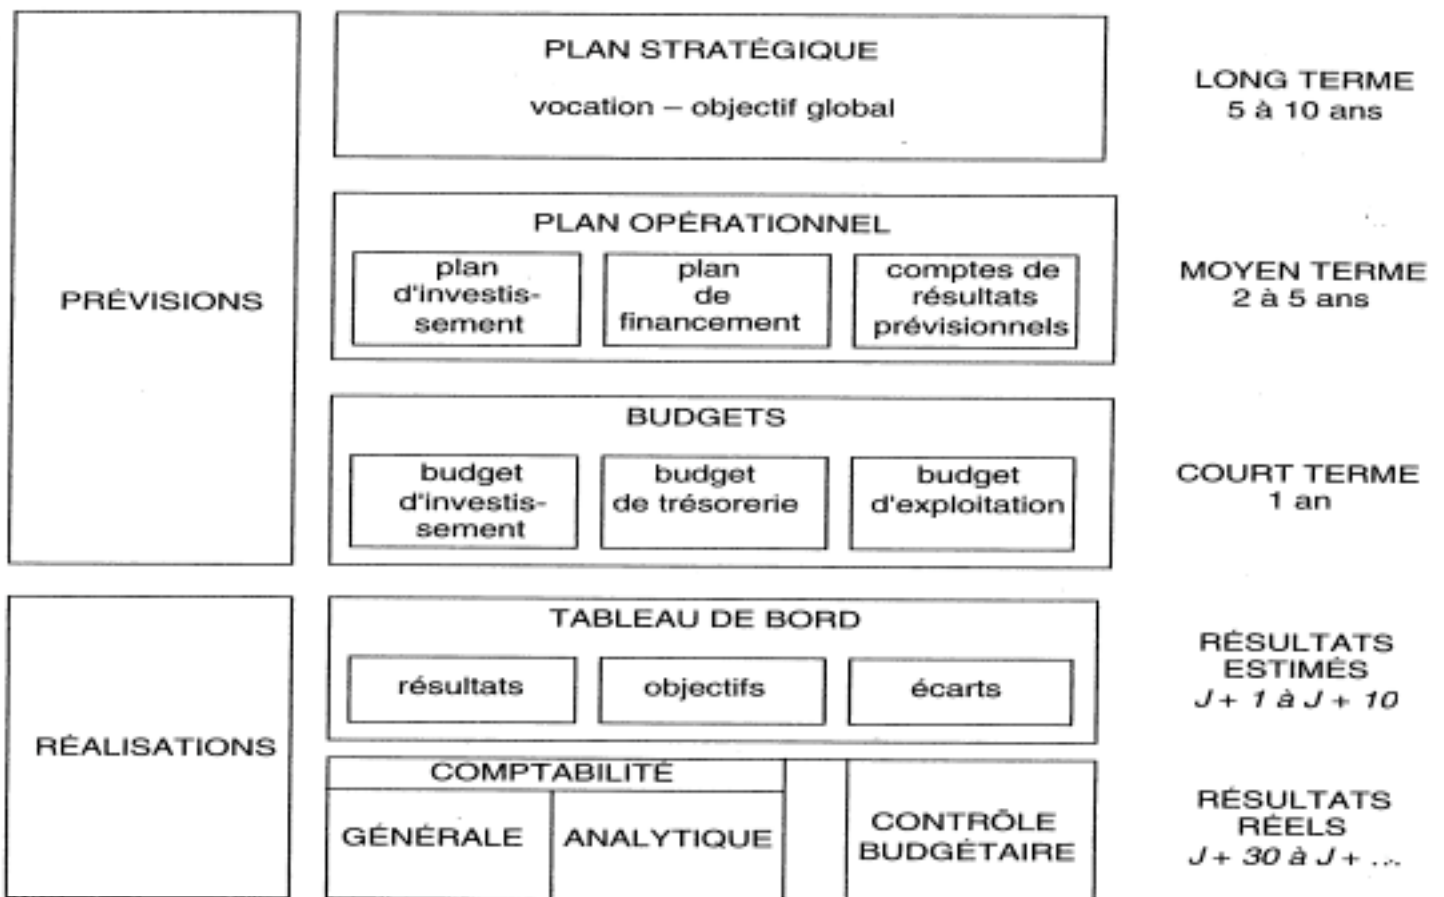 PLAN STRATÉGIQUE
vocation – objectif global
LONG TERME
5 à 10 ans
PRÉVISIONS
PLAN OPÉRATIONNEL
plan
d'investis-
sement
plan
de
financement
comptes de
résultats
prévisionnels
MOYEN TERME
2 à 5 ans
BUDGETS
budget
d'investis-
sement
budget
de trésorerie
budget
d'exploitation
COURT TERME
1 an
RÉALISATIONS
TABLEAU DE BORD
résultats
objectifs
écarts
RÉSULTATS
ESTIMÉS
J + 1 à J + 10
COMPTABILITÉ
GÉNÉRALE
ANALYTIQUE
CONTRÔLE
BUDGÉTAIRE
RÉSULTATS
RÉELS
J + 30 à J + ...